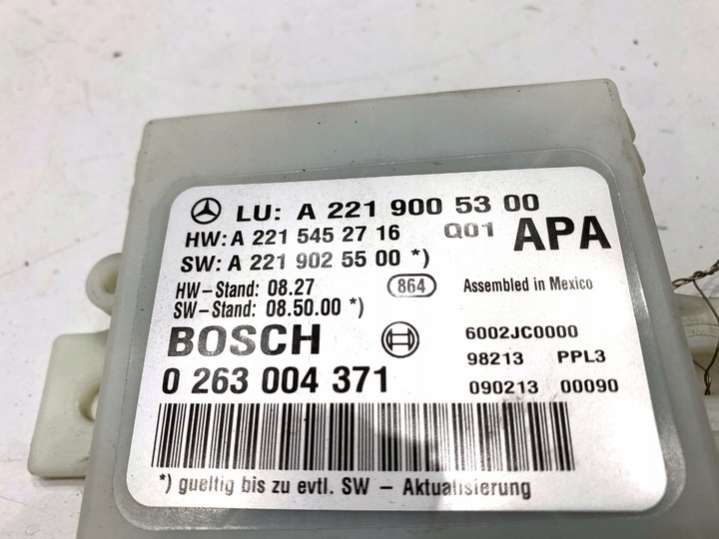 LU: A 221 900 53 00
HW: A 221 545 27 16 Q01 APA
SW: A 221 902 55 00 *)
HW-Stand: 08.27 864 Assembled in Mexico
SW-Stand: 08.50.00 *)
BOSCH 6002JC0000
98213 PPL3
0 263 004 371 090213 00090
*) gueltig bis zu evtl. SW - Aktualisierung